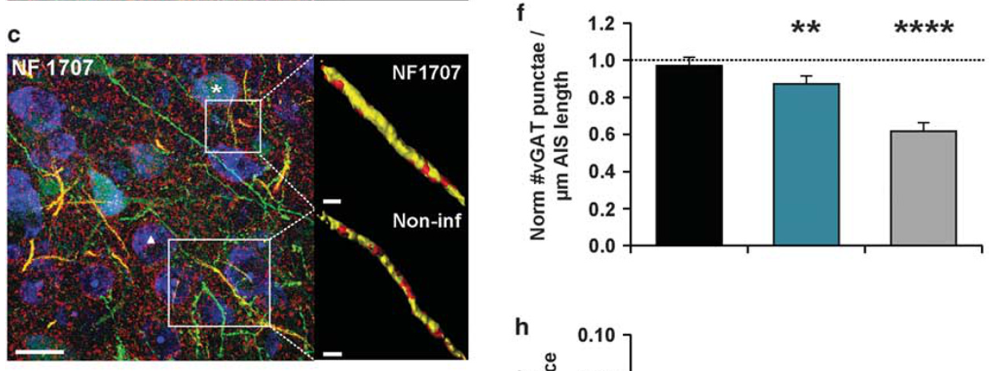 c
NF 1707
*
NF1707
Non-inf
f
Norm #vGAT punctae /
µm AIS length
1.2
1.0
0.8
0.6
0.4
0.2
0.0
**
****
h
0.10
ce